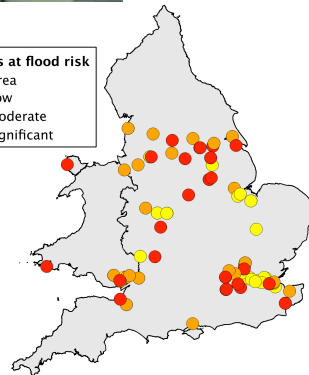 s at flood risk
rea
ow
oderate
gnificant